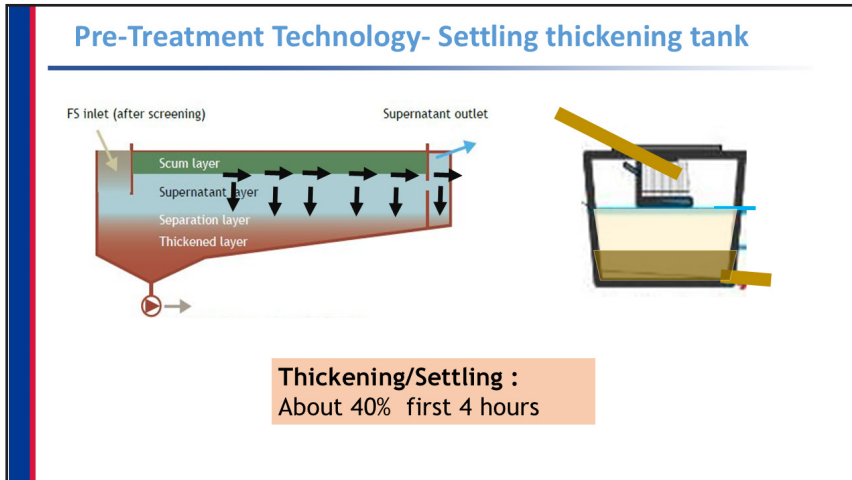 Pre-Treatment Technology- Settling thickening tank
FS inlet (after screening)
Supernatant outlet
Scum layer
Supernatant layer
Separation layer
Thickened layer
Thickening/Settling :
About 40% first 4 hours